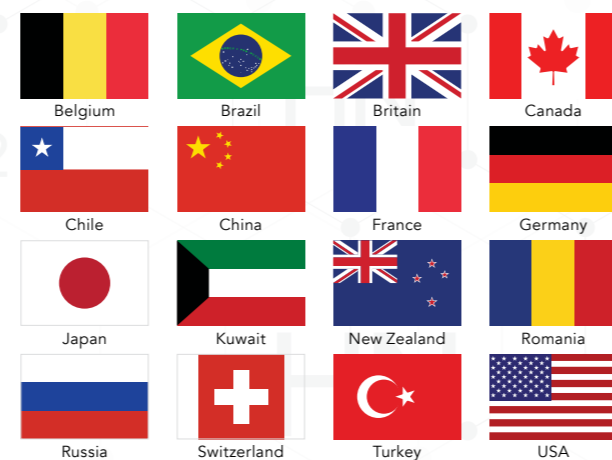 Belgium Brazil Britain Canada
Chile China France Germany
Japan Kuwait New Zealand Romania
Russia Switzerland Turkey USA